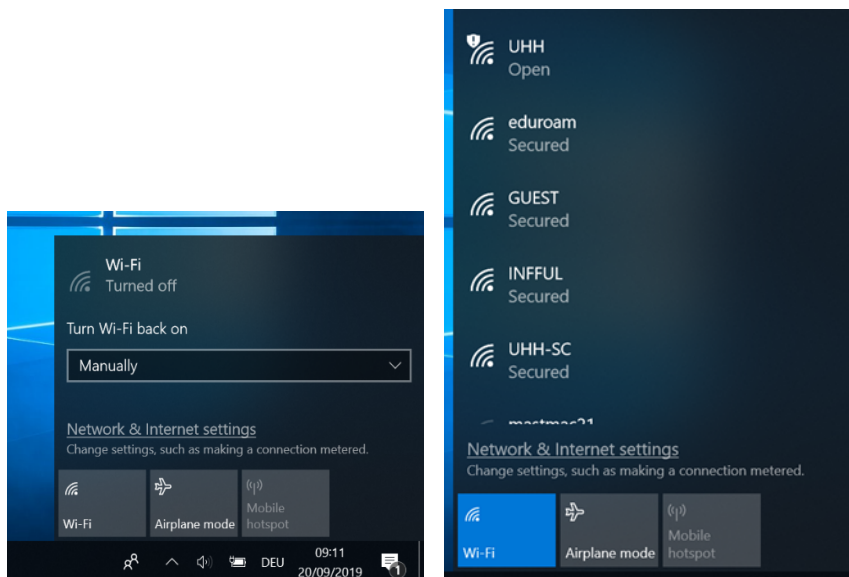 Wi-Fi
Turned off
Turn Wi-Fi back on
Manually
Network & Internet settings
Change settings, such as making a connection metered.
Wi-Fi
Airplane mode
Mobile
hotspot
DEU
09:11
20/09/2019
1
UHH
Open
eduroam
Secured
GUEST
Secured
INFFUL
Secured
UHH-SC
Secured
Network & Internet settings
Change settings, such as making a connection metered.
Wi-Fi
Airplane mode
Mobile
hotspot